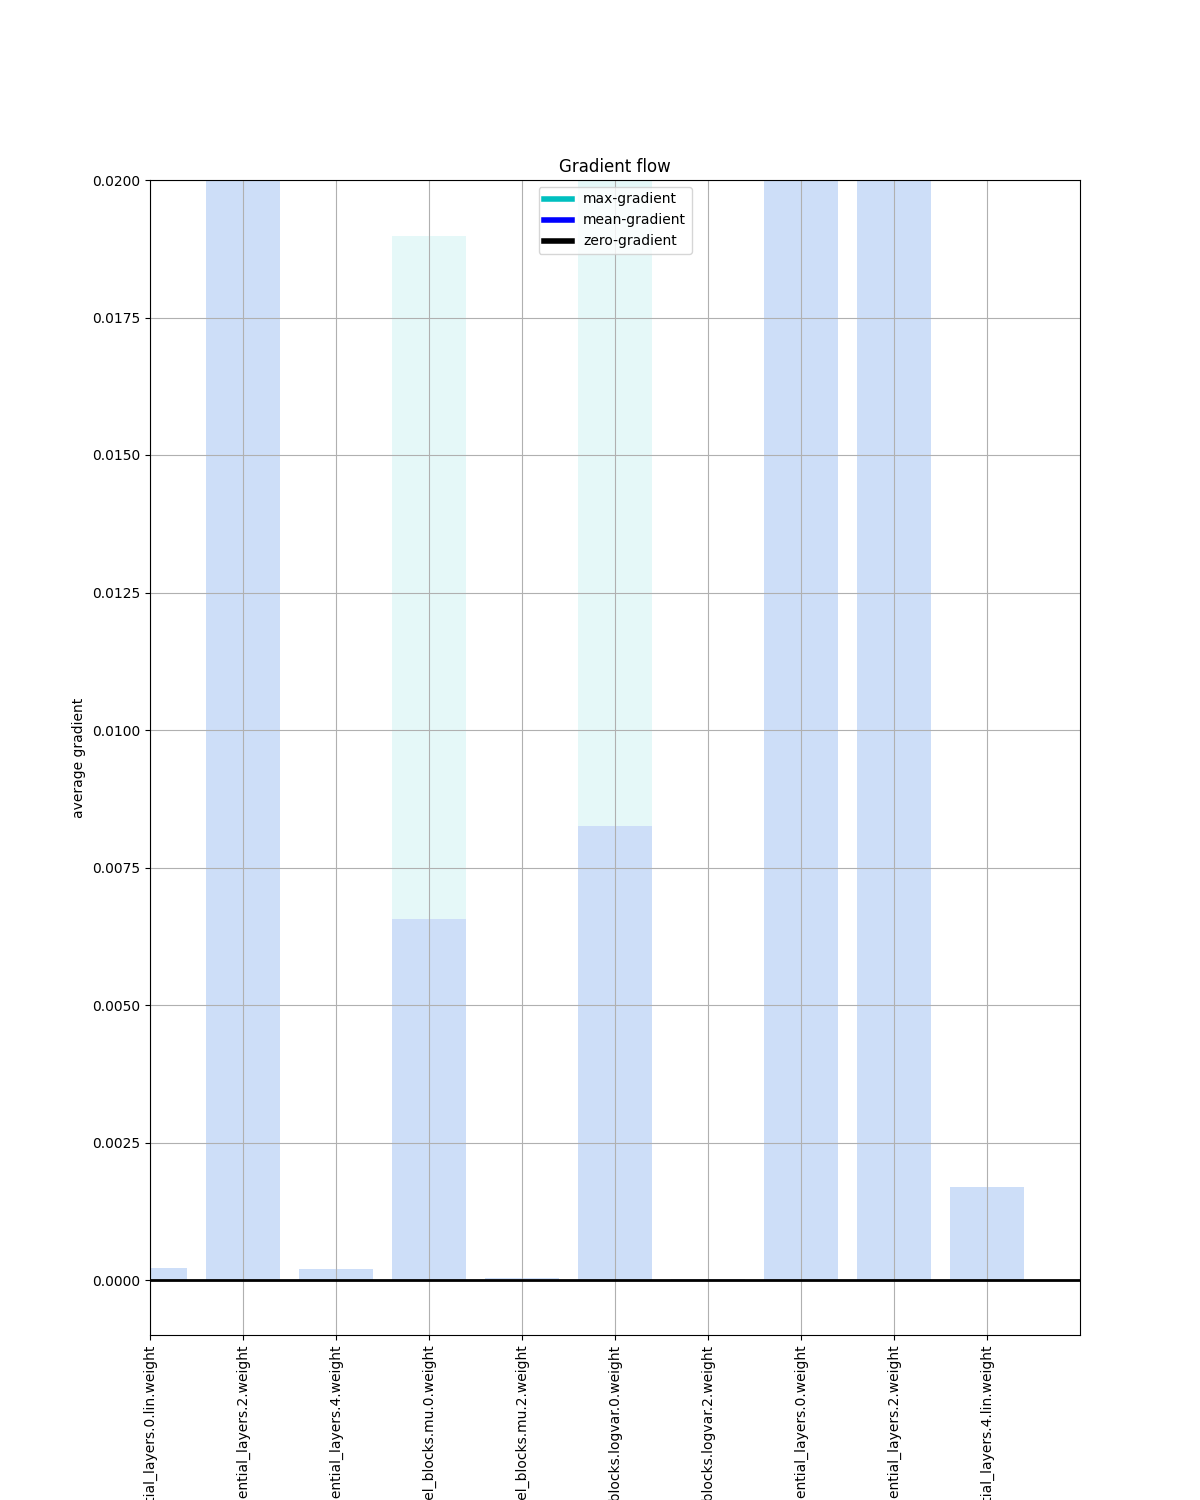 Gradient flow
max-gradient
mean-gradient
zero-gradient
0.0200
0.0175
0.0150
0.0125
0.0100
0.0075
0.0050
0.0025
0.0000
average gradient
tial_layers.0.lin.weight
ential_layers.2.weight
ential_layers.4.weight
el_blocks.mu.0.weight
el_blocks.mu.2.weight
blocks.logvar.0.weight
blocks.logvar.2.weight
ential_layers.0.weight
ential_layers.2.weight
tial_layers.4.lin.weight